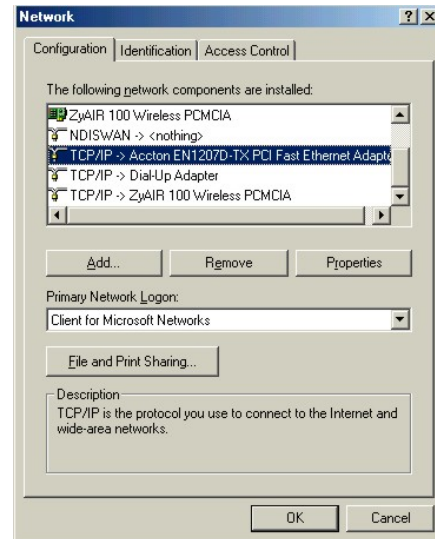 Network
Configuration Identification Access Control
The following network components are installed:
ZyAIR 100 Wireless PCMCIA
NDISWAN -> <nothing>
TCP/IP -> Accton EN1207D-TX PCI Fast Ethernet Adapte
TCP/IP -> Dial-Up Adapter
TCP/IP -> ZyAIR 100 Wireless PCMCIA
Add... Remove Properties
Primary Network Logon:
Client for Microsoft Networks
File and Print Sharing...
Description
TCP/IP is the protocol you use to connect to the Internet and
wide-area networks.
OK Cancel